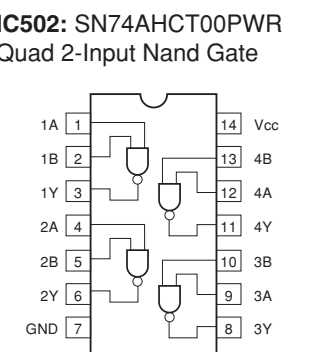 IC502: SN74AHCT00PWR
Quad 2-Input Nand Gate
1A 1 14 Vcc
1B 2 13 4B
1Y 3 12 4A
2A 4 11 4Y
2B 5 10 3B
2Y 6 9 3A
GND 7 8 3Y